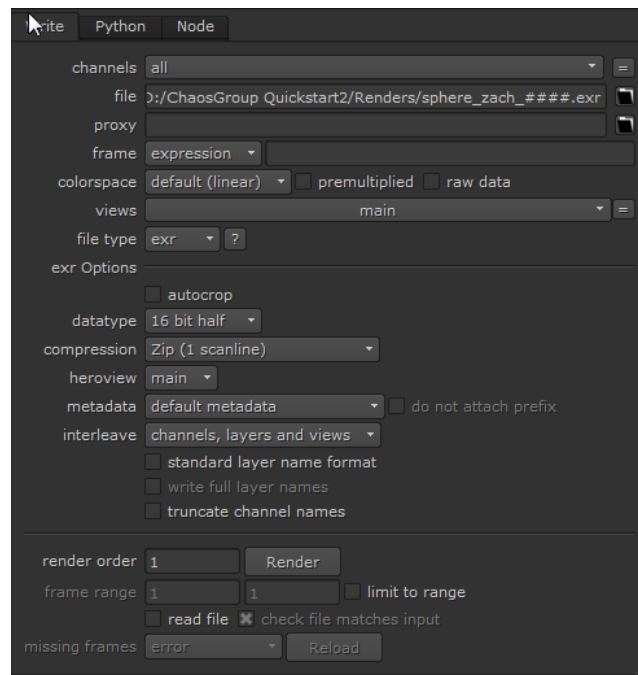 Write Python Node
channels all =
file D:/ChaosGroup Quickstart2/Renders/sphere_zach_####.exr
proxy
frame expression
colorspace default (linear) premultiplied raw data
views main =
file type exr ?
exr Options
autocrop
datatype 16 bit half
compression Zip (1 scanline)
heroview main
metadata default metadata do not attach prefix
interleave channels, layers and views
standard layer name format
write full layer names
truncate channel names
render order 1 Render
frame range 1 1 limit to range
read file check file matches input
missing frames error Reload